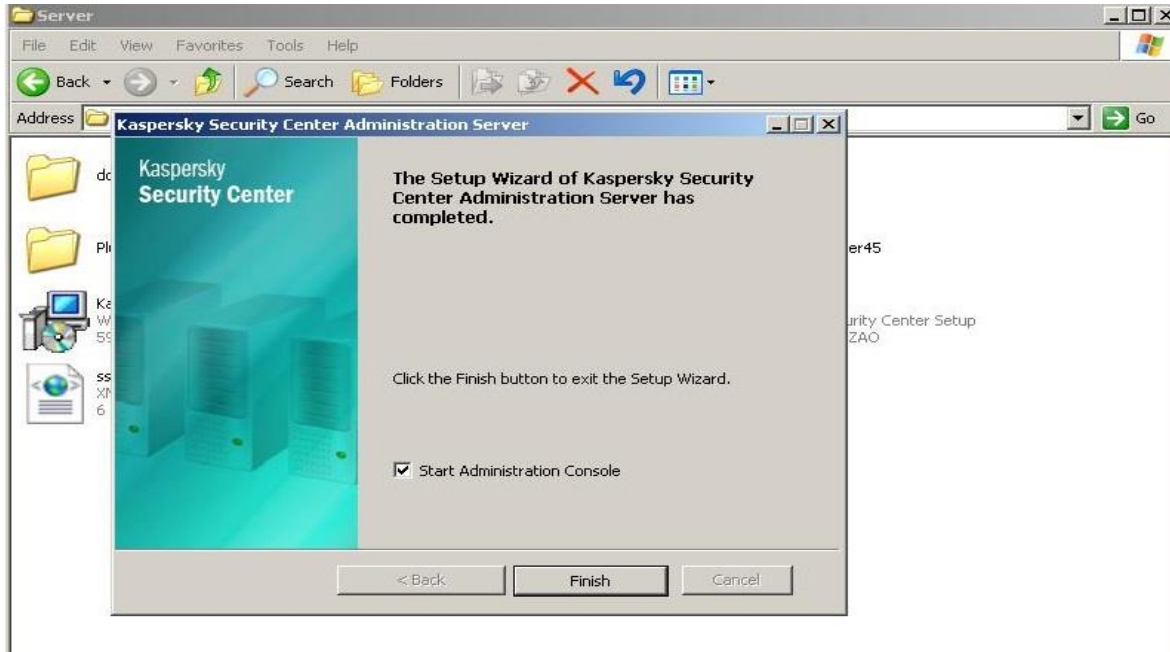 Server
File Edit View Favorites Tools Help
Back Search Folders
Address Go
Kaspersky Security Center Administration Server
Kaspersky
Security Center
The Setup Wizard of Kaspersky Security
Center Administration Server has
completed.
er45
urity Center Setup
ZAO
Click the Finish button to exit the Setup Wizard.
Start Administration Console
< Back Finish Cancel